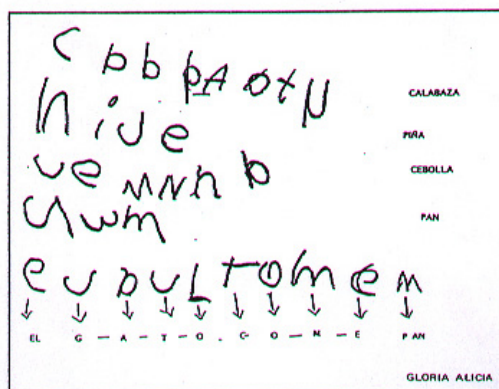 c b b p A o t N CALABAZA
h i J e PIÑA
u e m N n b CEBOLLA
PAN
e u b u L t o m e m
EL G — A — T — O . C — O — M — E PAN
GLORIA ALICIA